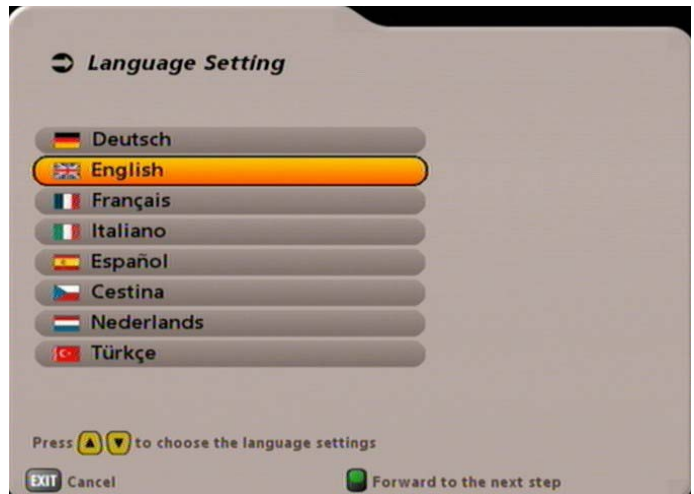 Language Setting
Deutsch
English
Français
Italiano
Español
Cestina
Nederlands
Türkçe
Press to choose the language settings
EXIT Cancel Forward to the next step